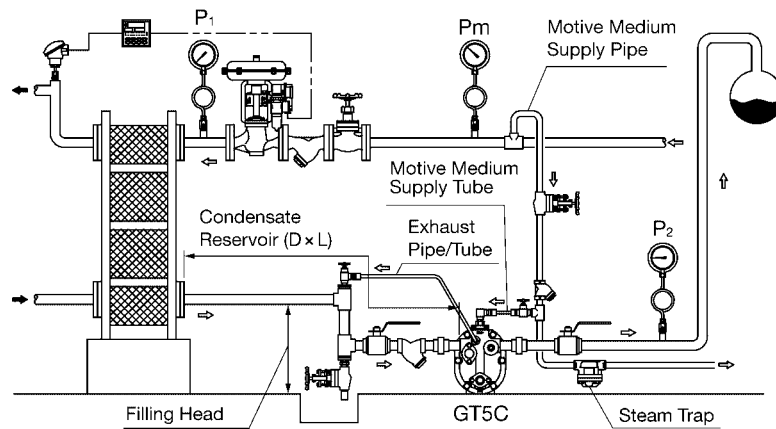 P₁
Pm
Motive Medium
Supply Pipe
Motive Medium
Supply Tube
Condensate
Reservoir (D × L)
Exhaust
Pipe/Tube
P₂
Filling Head
GT5C
Steam Trap